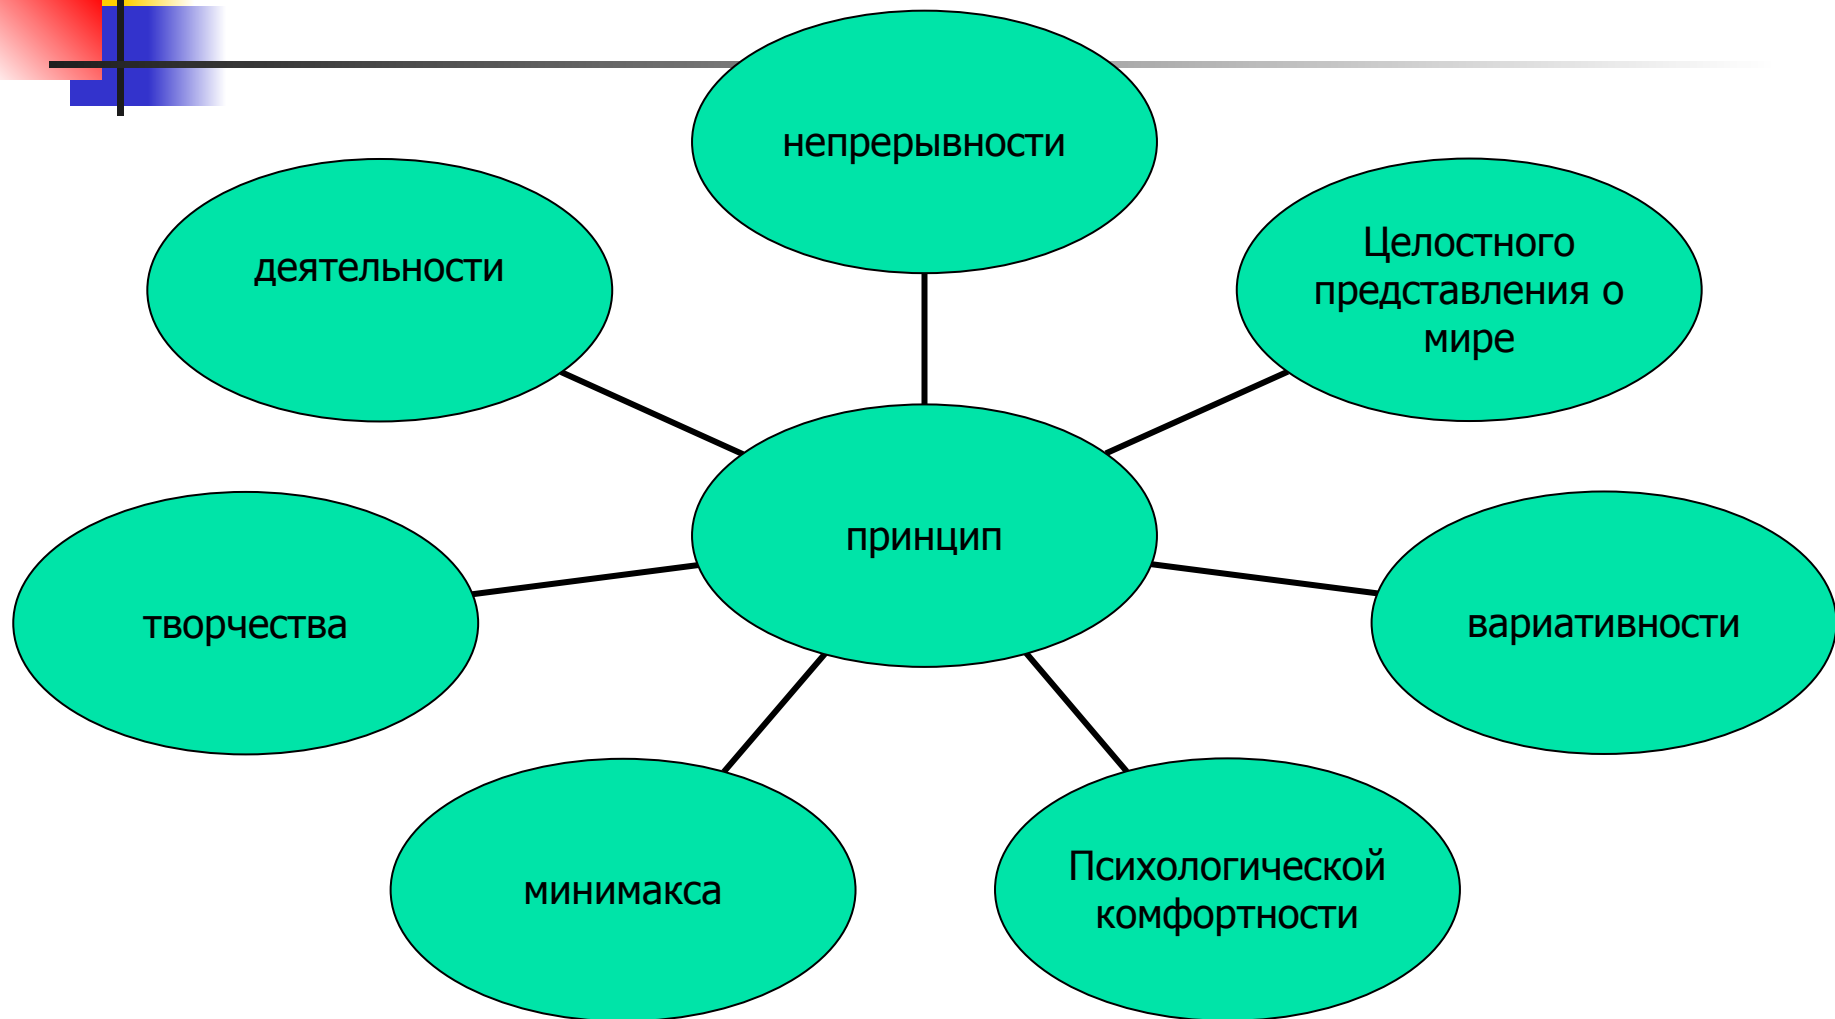 непрерывности
деятельности
Целостного
представления о
мире
принцип
творчества
вариативности
минимакса
Психологической
комфортности